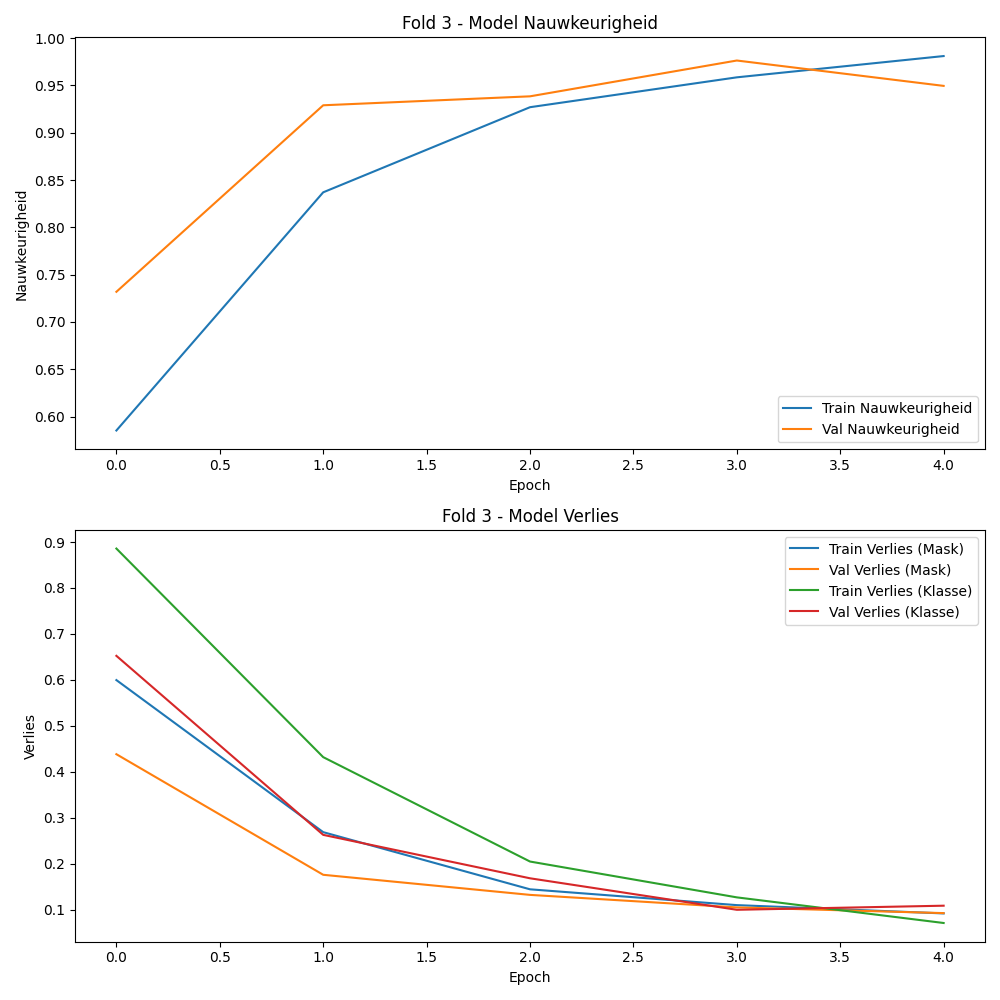 Fold 3 - Model Nauwkeurigheid
Nauwkeurigheid
1.00
0.95
0.90
0.85
0.80
0.75
0.70
0.65
0.60
Train Nauwkeurigheid
Val Nauwkeurigheid
0.0 0.5 1.0 1.5 2.0 2.5 3.0 3.5 4.0
Epoch
Fold 3 - Model Verlies
Verlies
0.9
0.8
0.7
0.6
0.5
0.4
0.3
0.2
0.1
Train Verlies (Mask)
Val Verlies (Mask)
Train Verlies (Klasse)
Val Verlies (Klasse)
0.0 0.5 1.0 1.5 2.0 2.5 3.0 3.5 4.0
Epoch